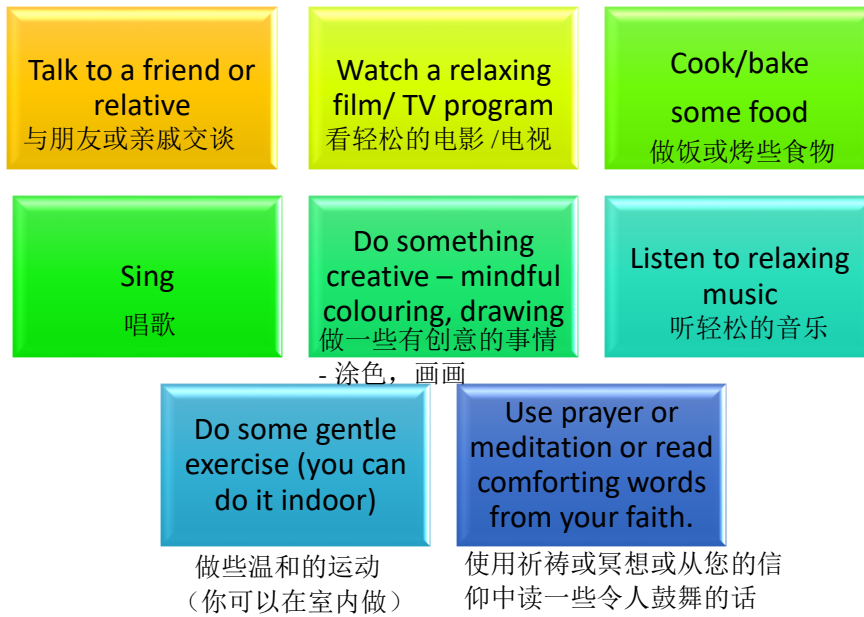 Talk to a friend or
relative
与朋友或亲戚交谈
Watch a relaxing
film/ TV program
看轻松的电影 /电视
Cook/bake
some food
做饭或烤些食物
Sing
唱歌
Do something
creative – mindful
colouring, drawing
做一些有创意的事情
- 涂色，画画
Listen to relaxing
music
听轻松的音乐
Do some gentle
exercise (you can
do it indoor)
做些温和的运动
（你可以在室内做）
Use prayer or
meditation or read
comforting words
from your faith.
使用祈祷或冥想或从您的信
仰中读一些令人鼓舞的话